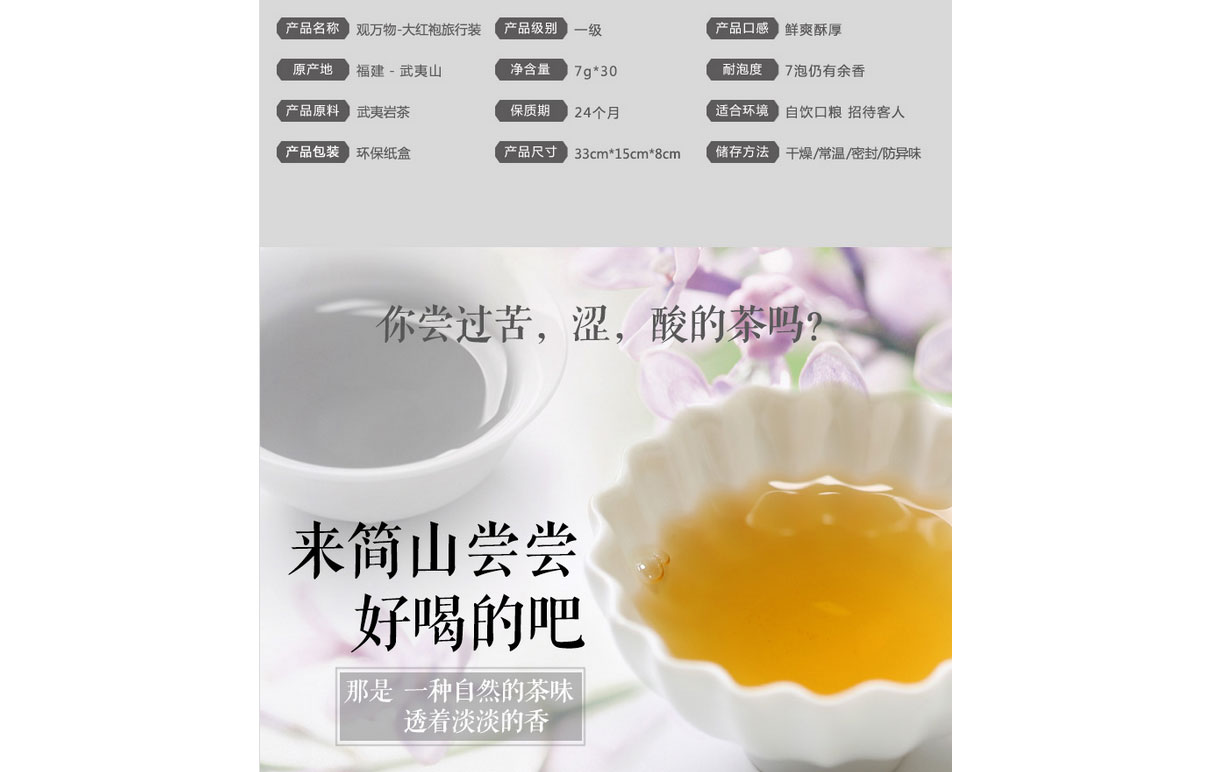 产品名称 观万物-大红袍旅行装 产品级别 一级 产品口感 鲜爽酥厚
原产地 福建 - 武夷山 净含量 7g*30 耐泡度 7泡仍有余香
产品原料 武夷岩茶 保质期 24个月 适合环境 自饮口粮 招待客人
产品包装 环保纸盒 产品尺寸 33cm*15cm*8cm 储存方法 干燥/常温/密封/防异味
你尝过苦，涩，酸的茶吗？
来简山尝尝
好喝的吧
那是 一种自然的茶味
透着淡淡的香